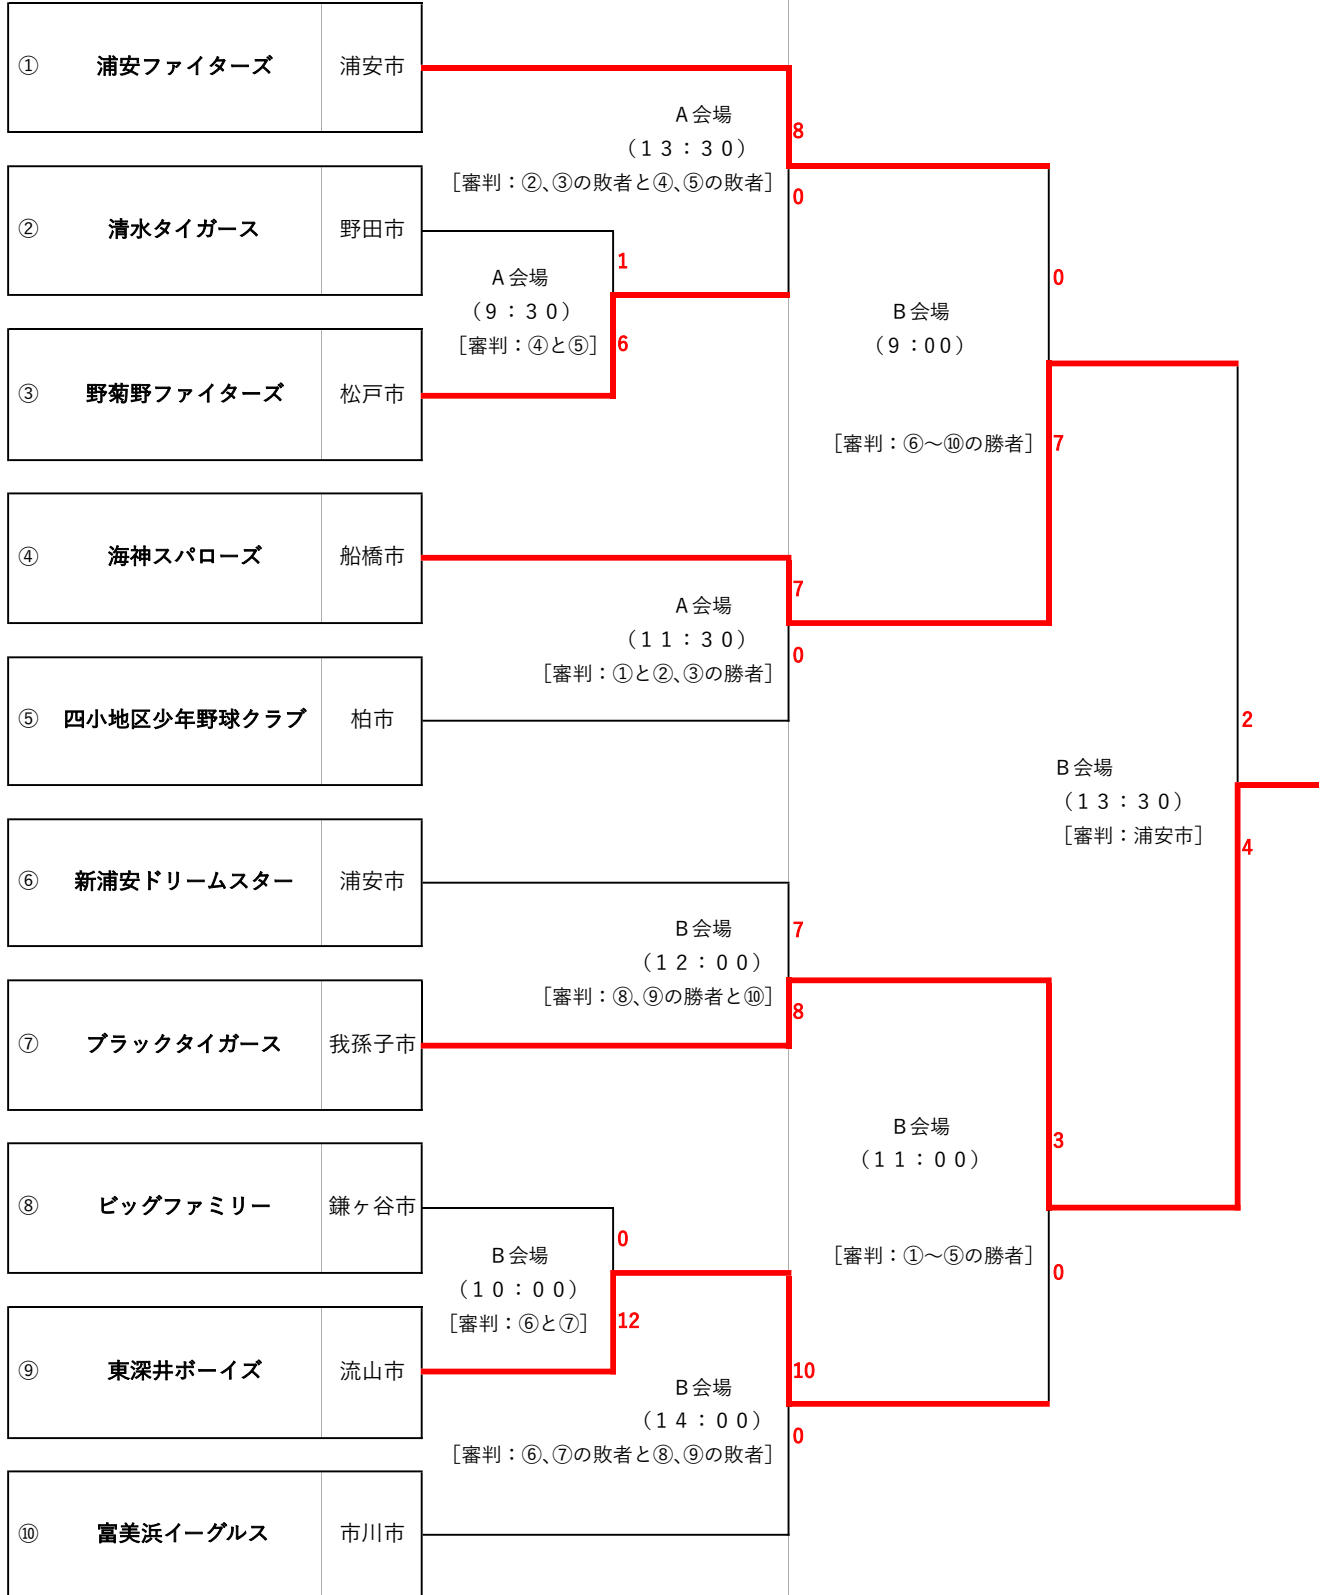 ① 浦安ファイターズ 浦安市
A会場
（13：30）
8
［審判：②、③の敗者と④、⑤の敗者］
0
② 清水タイガース 野田市
1
A会場
（9：30）
［審判：④と⑤］
6
0
B会場
（9：00）
③ 野菊野ファイターズ 松戸市
［審判：⑥～⑩の勝者］
7
④ 海神スパローズ 船橋市
7
A会場
（11：30）
［審判：①と②、③の勝者］
0
⑤ 四小地区少年野球クラブ 柏市
2
B会場
（13：30）
［審判：浦安市］
4
⑥ 新浦安ドリームスター 浦安市
7
B会場
（12：00）
［審判：⑧、⑨の勝者と⑩］
8
⑦ ブラックタイガース 我孫子市
B会場
（11：00）
3
［審判：①～⑤の勝者］
0
⑧ ビッグファミリー 鎌ヶ谷市
0
B会場
（10：00）
［審判：⑥と⑦］
12
⑨ 東深井ボーイズ 流山市
10
B会場
（14：00）
［審判：⑥、⑦の敗者と⑧、⑨の敗者］
0
⑩ 富美浜イーグルス 市川市